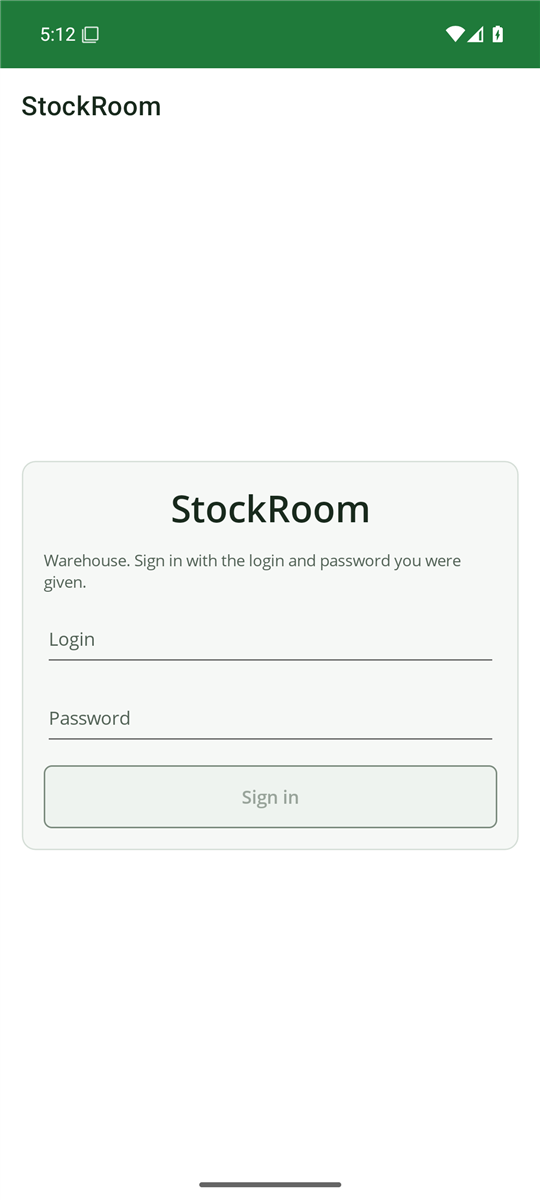 5:12
StockRoom
StockRoom
Warehouse. Sign in with the login and password you were
given.
Login
Password
Sign in